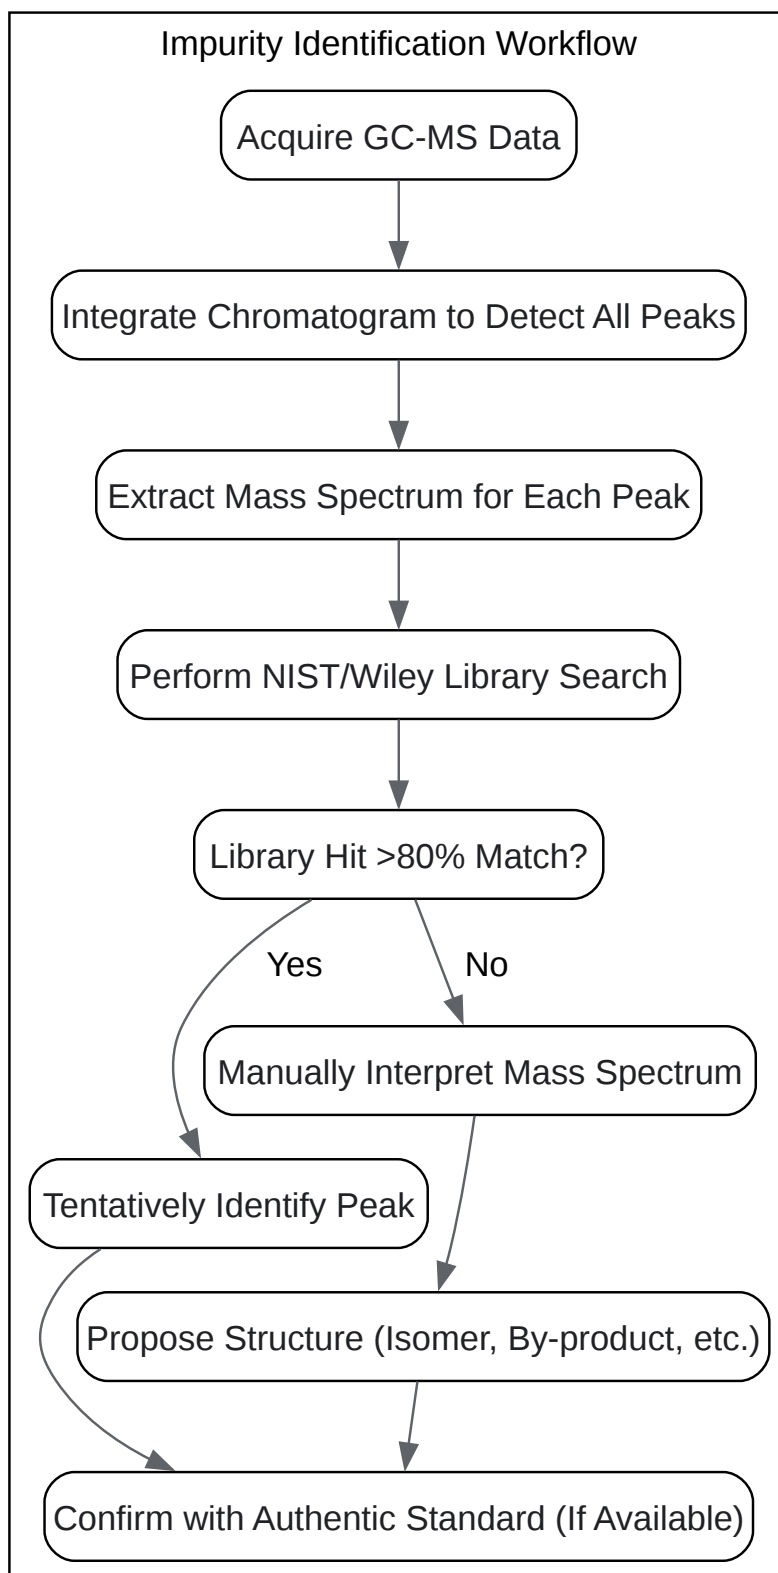 Impurity Identification Workflow
Acquire GC-MS Data
Integrate Chromatogram to Detect All Peaks
Extract Mass Spectrum for Each Peak
Perform NIST/Wiley Library Search
Library Hit >80% Match?
Yes
No
Manually Interpret Mass Spectrum
Tentatively Identify Peak
Propose Structure (Isomer, By-product, etc.)
Confirm with Authentic Standard (If Available)